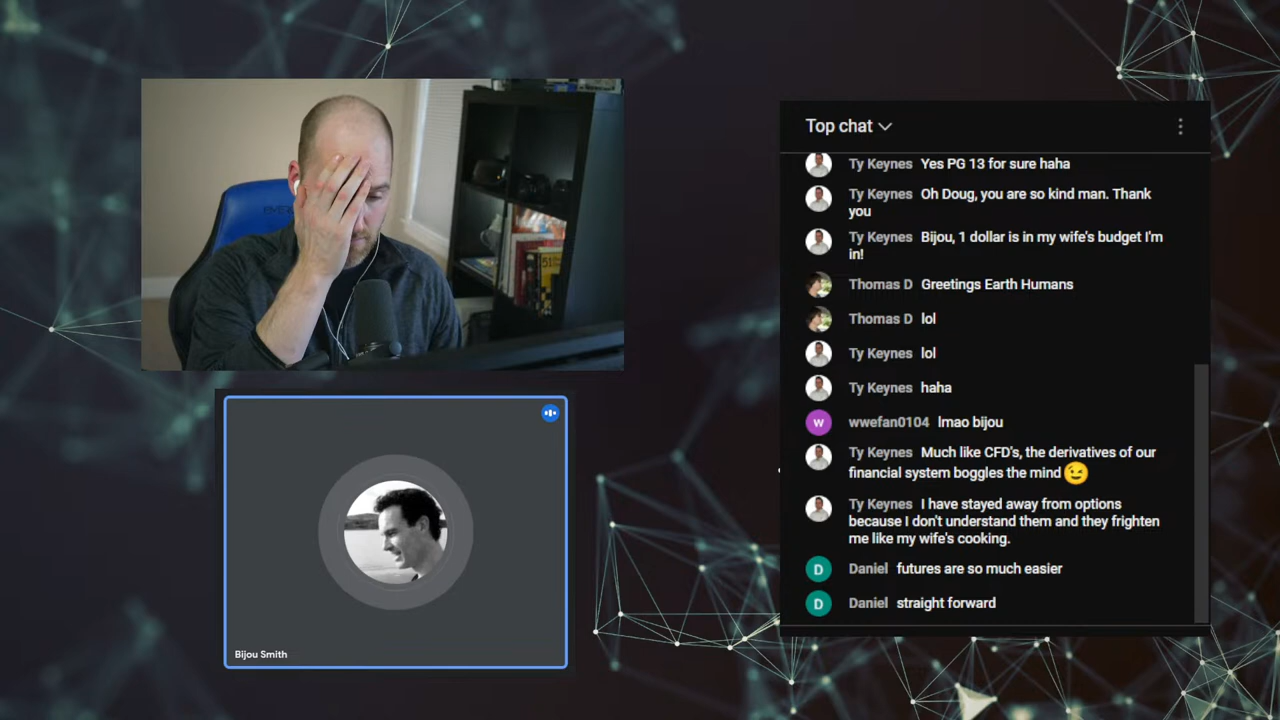 Top chat
Ty Keynes Yes PG 13 for sure haha
Ty Keynes Oh Doug, you are so kind man. Thank
you
Ty Keynes Bijou, 1 dollar is in my wife's budget I'm
in!
Thomas D Greetings Earth Humans
Thomas D lol
Ty Keynes lol
Ty Keynes haha
W wwefan0104 lmao bijou
Ty Keynes Much like CFD's, the derivatives of our
financial system boggles the mind 😉
Ty Keynes I have stayed away from options
because I don't understand them and they frighten
me like my wife's cooking.
D Daniel futures are so much easier
D Daniel straight forward
51
Bijou Smith